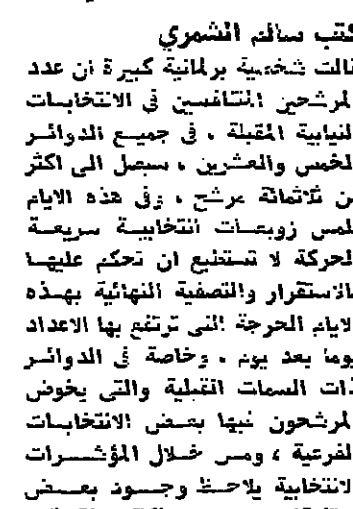 كتب سالم الشمري
قالت شخصية برلمانية كبيرة ان عدد
المرشحين المتنافسين في الانتخابات
النيابية المقبلة ، في جميع الدوائر
الخمس والعشرين ، سيصل الى اكثر
من ثلاثمائة مرشح ، وفي هذه الايام
تلمس زوبعات انتخابية سريعة
الحركة لا تستطيع ان تحكم عليها
بالاستقرار والتصفية النهائية بهذه
الايام الحرجة التي ترتفع بها الاعداد
يوما بعد يوم ، وخاصة في الدوائر
ذات السمات القبلية والتي يخوض
المرشحون فيها بعض الانتخابات
الفرعية ، ومن خلال المؤشرات
الانتخابية يلاحظ وجود بعض